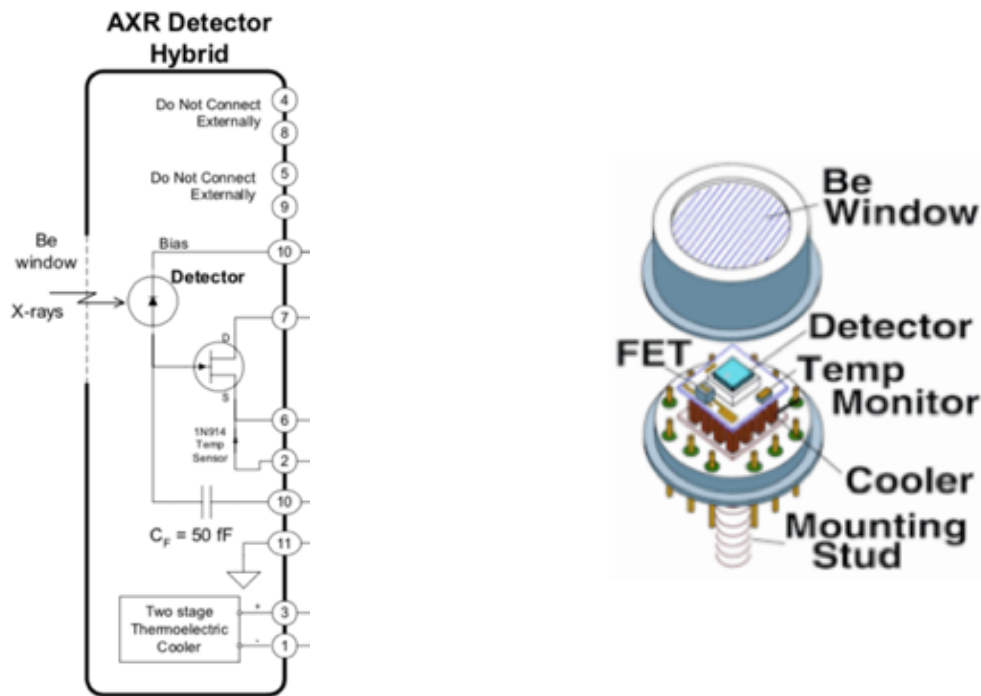 AXR Detector
Hybrid
Do Not Connect
Externally
4
8
Do Not Connect
Externally
5
9
Be
window
X-rays
Bias
10
Detector
D
7
S
6
1N914
Temp
Sensor
2
10
C_F = 50 fF
11
Two stage
Thermoelectric
Cooler
+
3
-
1
Be
Window
Detector
FET
Temp
Monitor
Cooler
Mounting
Stud